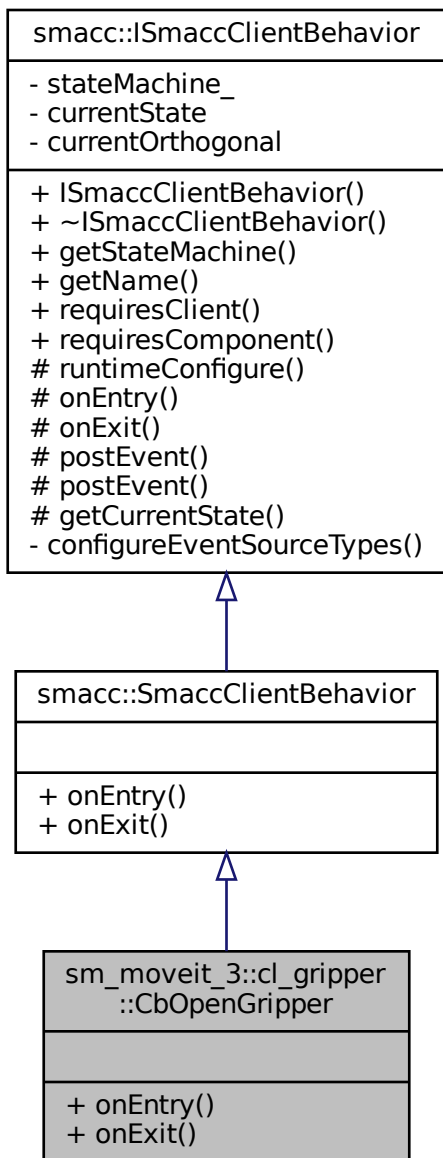 smacc::ISmaccClientBehavior
- stateMachine_
- currentState
- currentOrthogonal
+ ISmaccClientBehavior()
+ ~ISmaccClientBehavior()
+ getStateMachine()
+ getName()
+ requiresClient()
+ requiresComponent()
# runtimeConfigure()
# onEntry()
# onExit()
# postEvent()
# postEvent()
# getCurrentState()
- configureEventSourceTypes()
smacc::SmaccClientBehavior
+ onEntry()
+ onExit()
sm_moveit_3::cl_gripper
::CbOpenGripper
+ onEntry()
+ onExit()